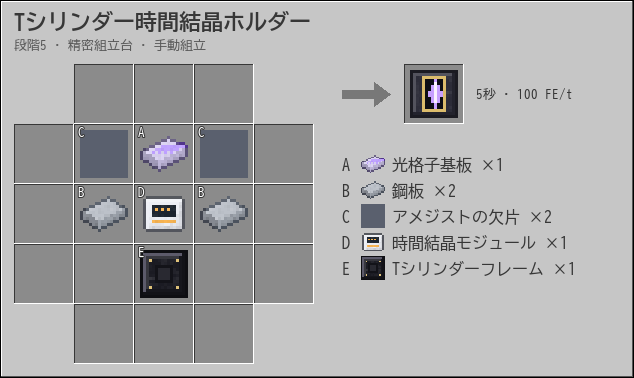 Tシリンダー時間結晶ホルダー
段階5 · 精密組立台 · 手動組立
5秒 · 100 FE/t
C A C
B D B
E
A 光格子基板 ×1
B 鋼板 ×2
C アメジストの欠片 ×2
D 時間結晶モジュール ×1
E Tシリンダーフレーム ×1